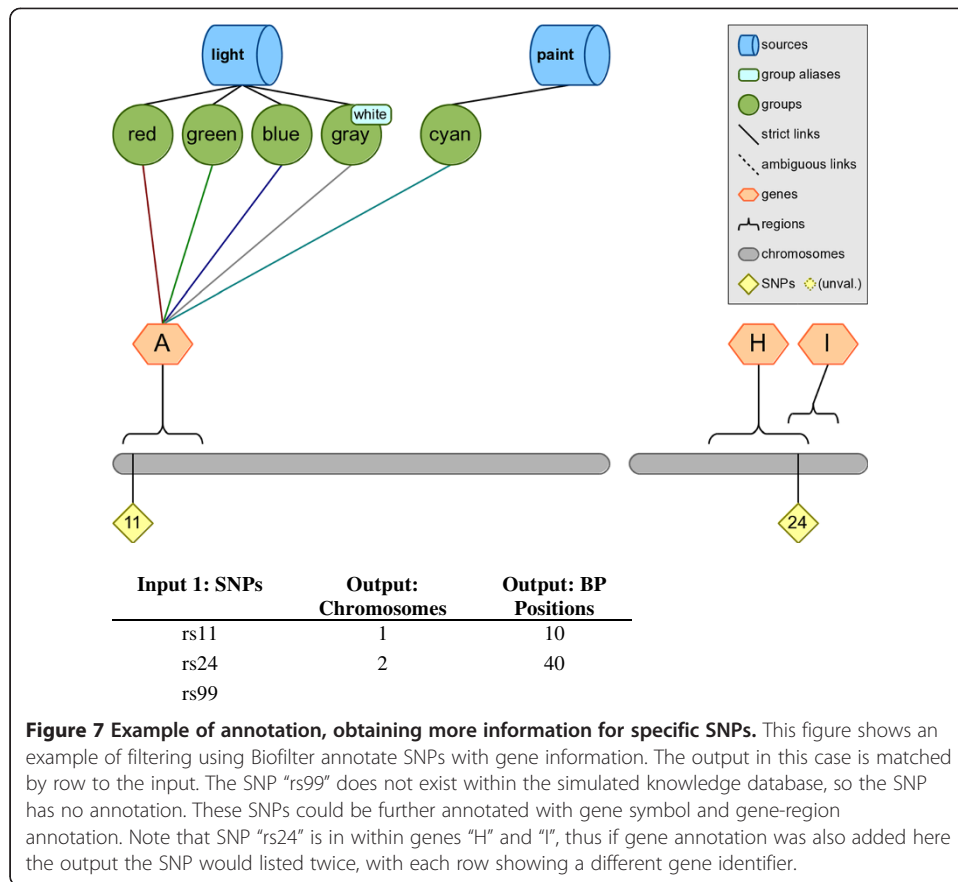 light
paint
white
red
green
blue
gray
cyan
sources
group aliases
groups
strict links
ambiguous links
genes
regions
chromosomes
SNPs
(unval.)
A
H
I
11
24
Input 1: SNPs
Output: Chromosomes
Output: BP Positions
rs11 1 10
rs24 2 40
rs99
Figure 7 Example of annotation, obtaining more information for specific SNPs. This figure shows an
example of filtering using Biofilter annotate SNPs with gene information. The output in this case is matched
by row to the input. The SNP “rs99” does not exist within the simulated knowledge database, so the SNP
has no annotation. These SNPs could be further annotated with gene symbol and gene-region
annotation. Note that SNP “rs24” is in within genes “H” and “I”, thus if gene annotation was also added here
the output the SNP would listed twice, with each row showing a different gene identifier.